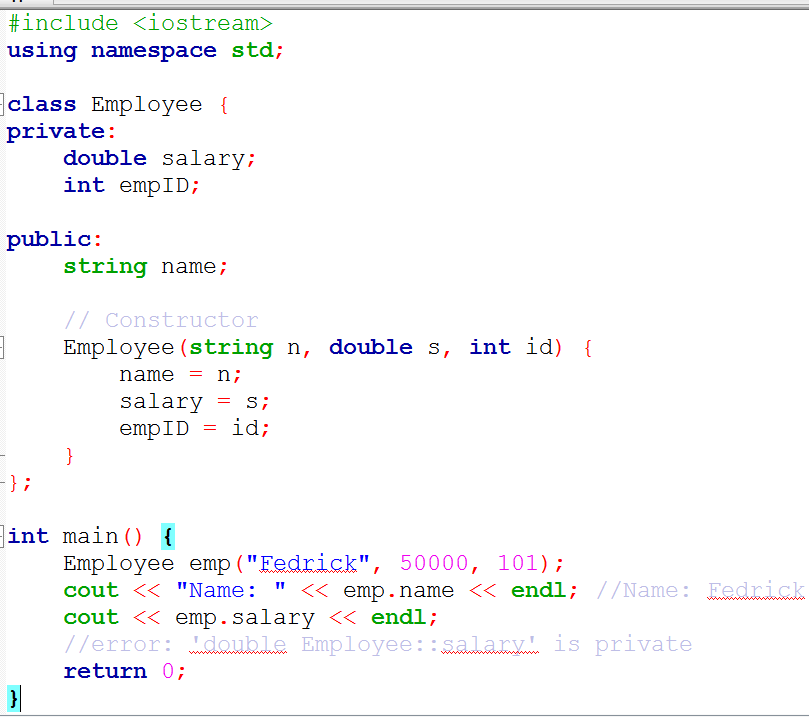 #include <iostream>
using namespace std;
class Employee {
private:
    double salary;
    int empID;
public:
    string name;
    // Constructor
    Employee(string n, double s, int id) {
        name = n;
        salary = s;
        empID = id;
    }
};
int main() {
    Employee emp("Fedrick", 50000, 101);
    cout << "Name: " << emp.name << endl; //Name: Fedrick
    cout << emp.salary << endl;
    //error: 'double Employee::salary' is private
    return 0;
}